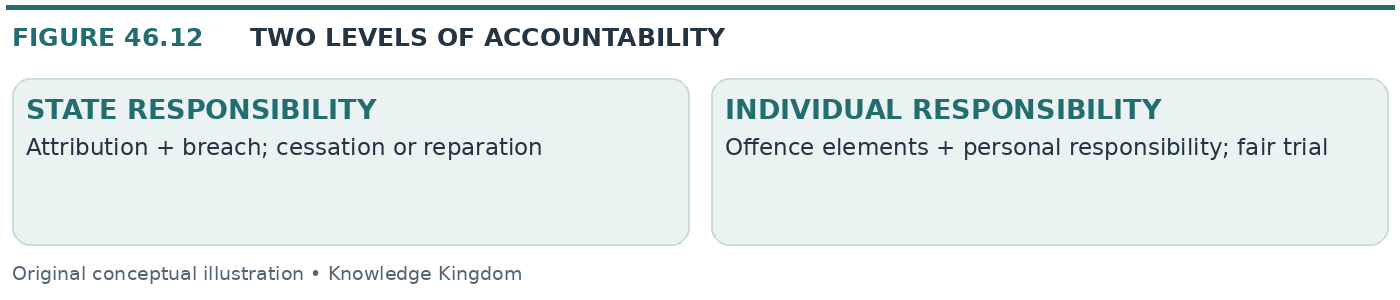 FIGURE 46.12 TWO LEVELS OF ACCOUNTABILITY
STATE RESPONSIBILITY
Attribution + breach; cessation or reparation
INDIVIDUAL RESPONSIBILITY
Offence elements + personal responsibility; fair trial
Original conceptual illustration • Knowledge Kingdom